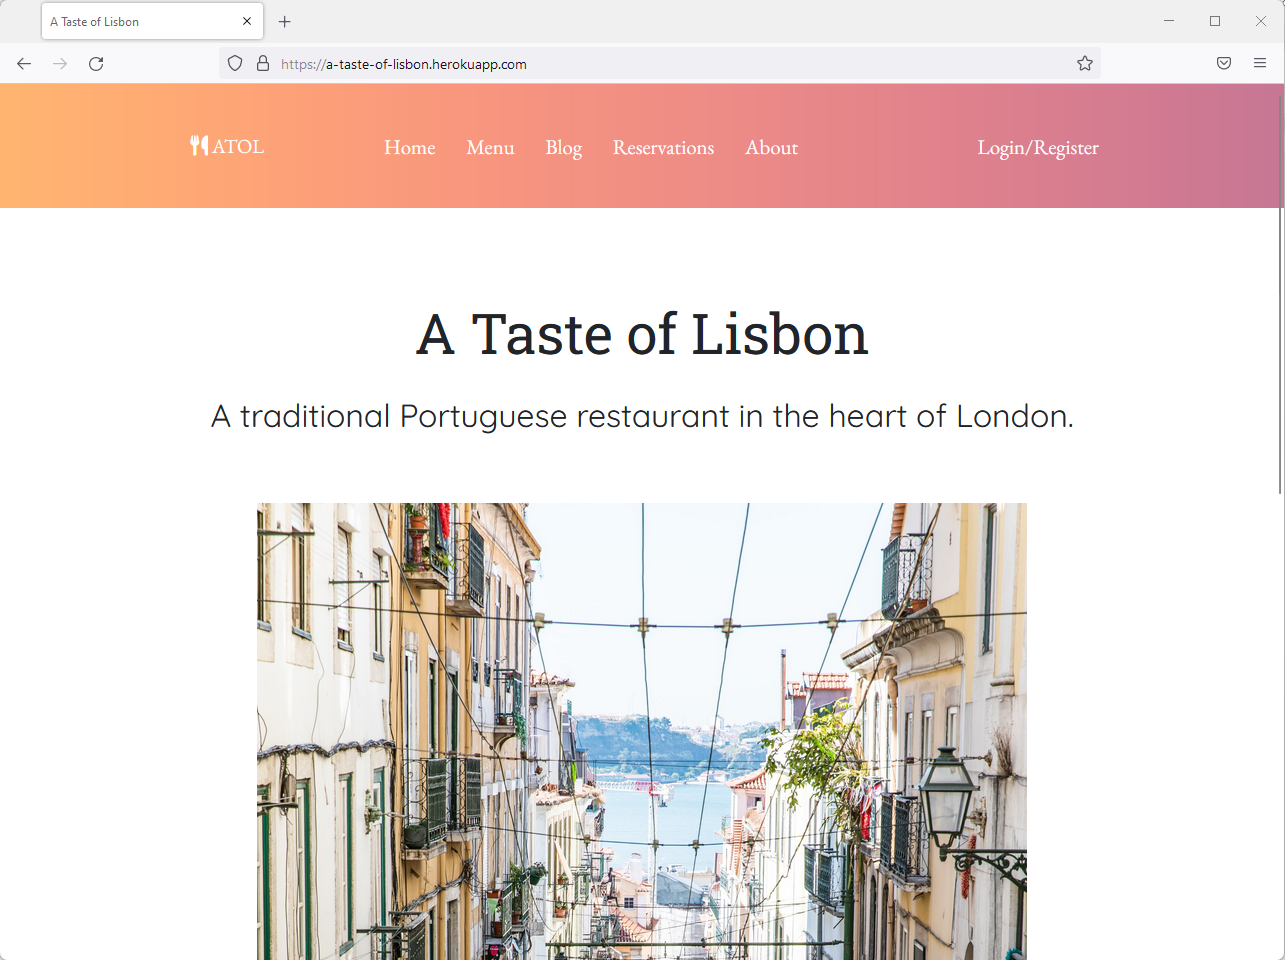 A Taste of Lisbon
https://a-taste-of-lisbon.herokuapp.com
ATOL Home Menu Blog Reservations About Login/Register
A Taste of Lisbon
A traditional Portuguese restaurant in the heart of London.